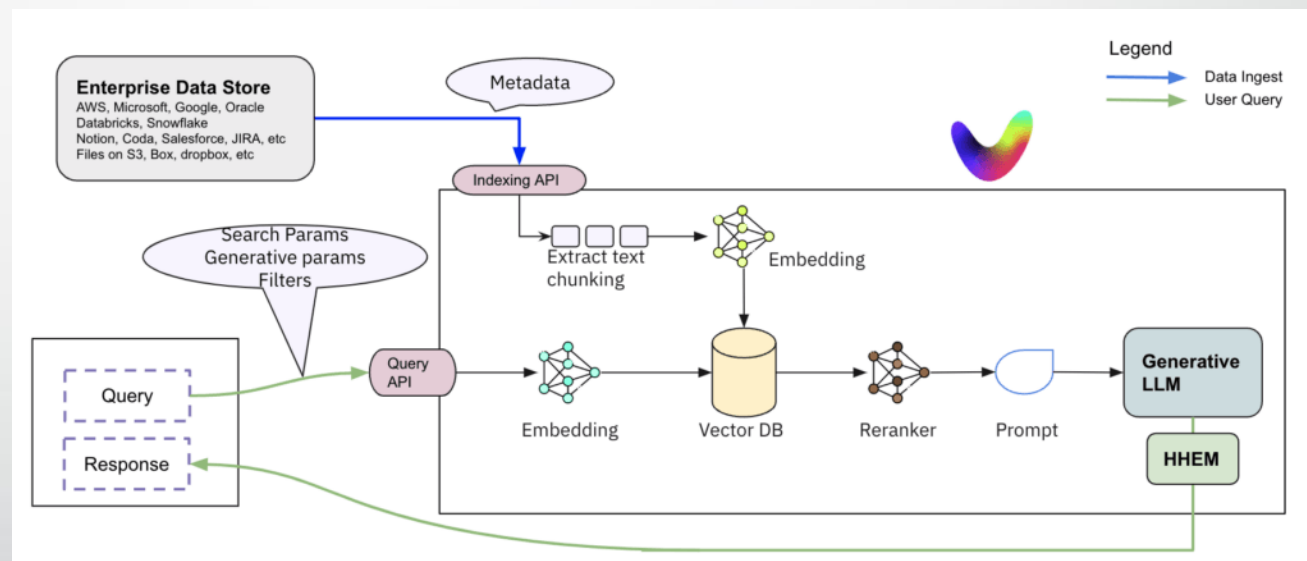 Legend
Data Ingest
User Query
Enterprise Data Store
AWS, Microsoft, Google, Oracle
Databricks, Snowflake
Notion, Coda, Salesforce, JIRA, etc
Files on S3, Box, dropbox, etc
Metadata
Indexing API
Extract text
chunking
Embedding
Search Params
Generative params
Filters
Query
Response
Query
API
Embedding
Vector DB
Reranker
Prompt
Generative
LLM
HHEM